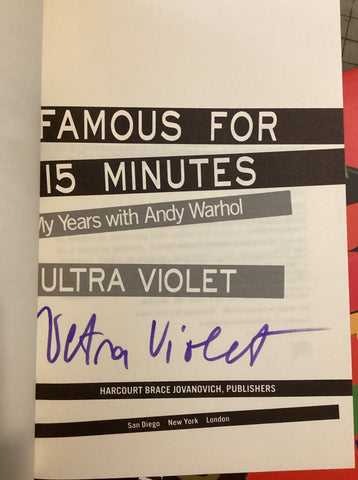 FAMOUS FOR
15 MINUTES
My Years with Andy Warhol
ULTRA VIOLET
Ultra Violet
HARCOURT BRACE JOVANOVICH, PUBLISHERS
San Diego New York London